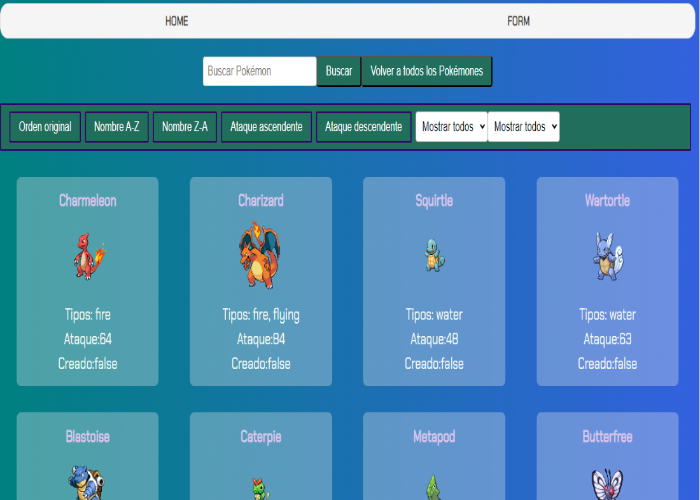 HOME FORM
Buscar Pokémon Buscar Volver a todos los Pokémones
Orden original Nombre A-Z Nombre Z-A Ataque ascendente Ataque descendente Mostrar todos Mostrar todos
Charmeleon Charizard Squirtle Wartortle
Tipos: fire Tipos: fire, flying Tipos: water Tipos: water
Ataque:64 Ataque:84 Ataque:48 Ataque:63
Creado:false Creado:false Creado:false Creado:false
Blastoise Caterpie Metapod Butterfree